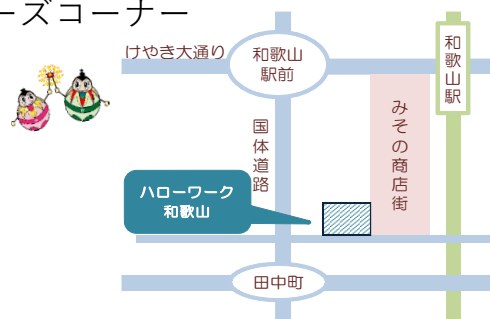 ーズコーナー
けやき大通り
和歌山
駅前
和歌山駅
国体道路
みその商店街
ハローワーク
和歌山
田中町